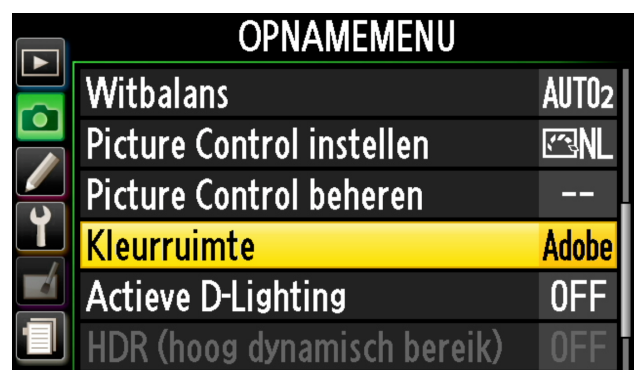 OPNAMEMENU
Witbalans AUTO2
Picture Control instellen NL
Picture Control beheren --
Kleurruimte Adobe
Actieve D-Lighting OFF
HDR (hoog dynamisch bereik) OFF